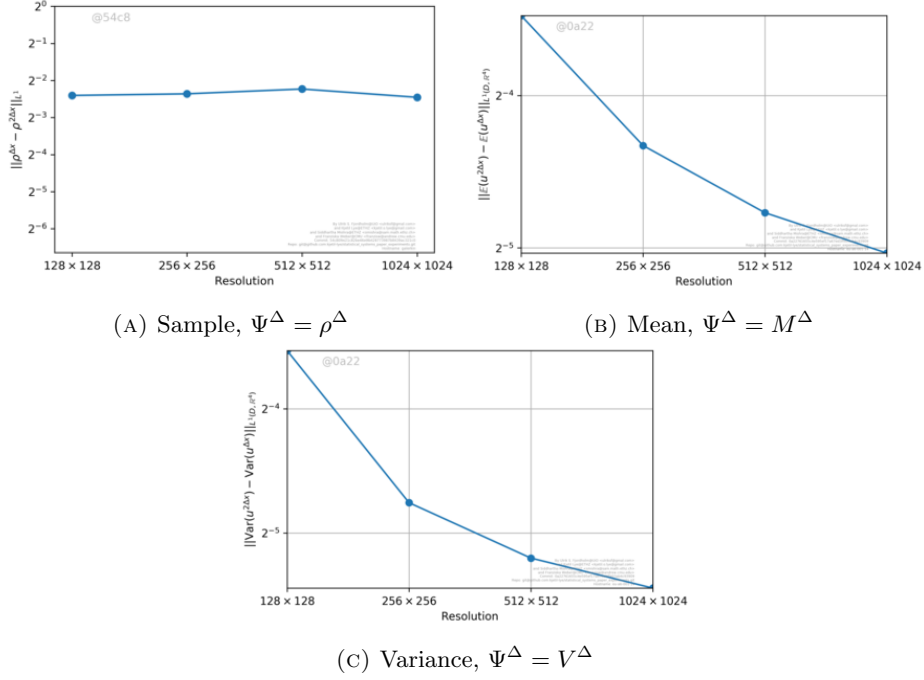 @54c8
2^0
2^{-1}
2^{-2}
2^{-3}
2^{-4}
2^{-5}
2^{-6}
||ρ^{Δx} − ρ^{2Δx}||_{L^1}
128 × 128 256 × 256 512 × 512 1024 × 1024
Resolution
(A) Sample, Ψ^Δ = ρ^Δ
@0a22
2^{-4}
2^{-5}
||𝔼(u^{2Δx}) − 𝔼(u^{Δx})||_{L^1(D,ℝ^4)}
128 × 128 256 × 256 512 × 512 1024 × 1024
Resolution
(B) Mean, Ψ^Δ = M^Δ
@0a22
2^{-4}
2^{-5}
||Var(u^{2Δx}) − Var(u^{Δx})||_{L^1(D,ℝ^4)}
128 × 128 256 × 256 512 × 512 1024 × 1024
Resolution
(C) Variance, Ψ^Δ = V^Δ